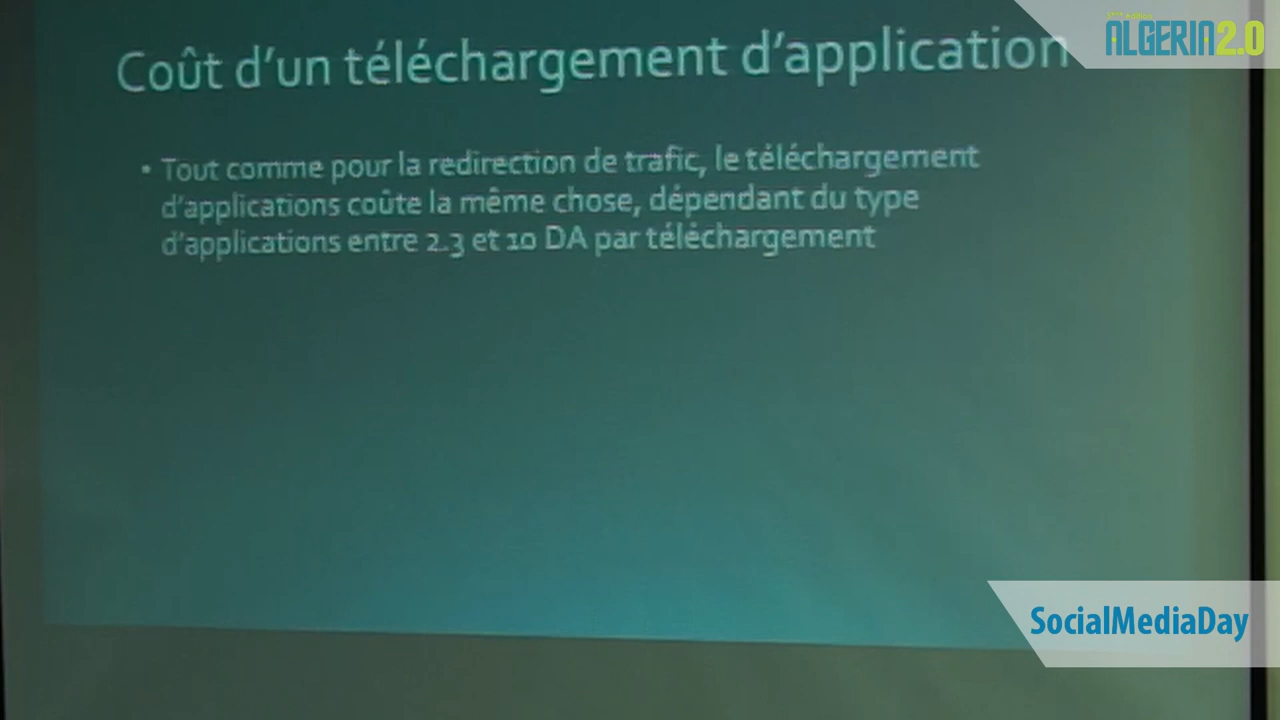 ALGERIA2.0
Coût d'un téléchargement d'application
• Tout comme pour la redirection de trafic, le téléchargement
d'applications coûte la même chose, dépendant du type
d'applications entre 2.3 et 10 DA par téléchargement
SocialMediaDay